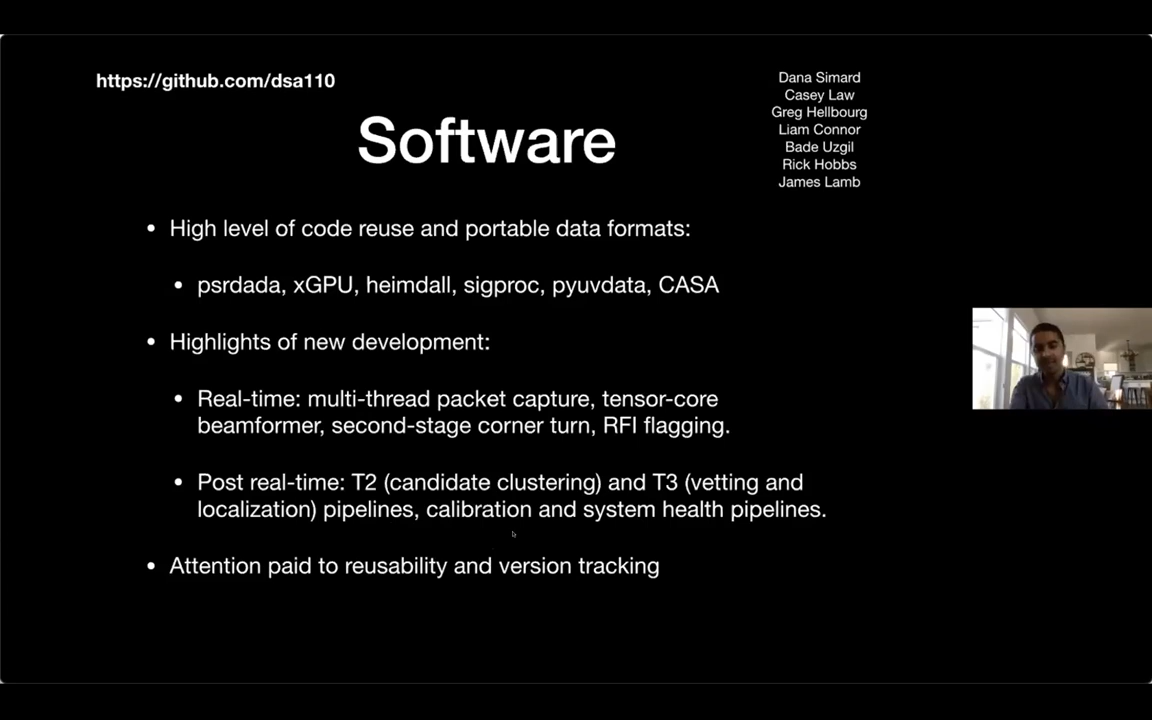 https://github.com/dsa110
Dana Simard
Casey Law
Greg Hellbourg
Liam Connor
Bade Uzgil
Rick Hobbs
James Lamb
Software
• High level of code reuse and portable data formats:
• psrdada, xGPU, heimdall, sigproc, pyuvdata, CASA
• Highlights of new development:
• Real-time: multi-thread packet capture, tensor-core
beamformer, second-stage corner turn, RFI flagging.
• Post real-time: T2 (candidate clustering) and T3 (vetting and
localization) pipelines, calibration and system health pipelines.
• Attention paid to reusability and version tracking